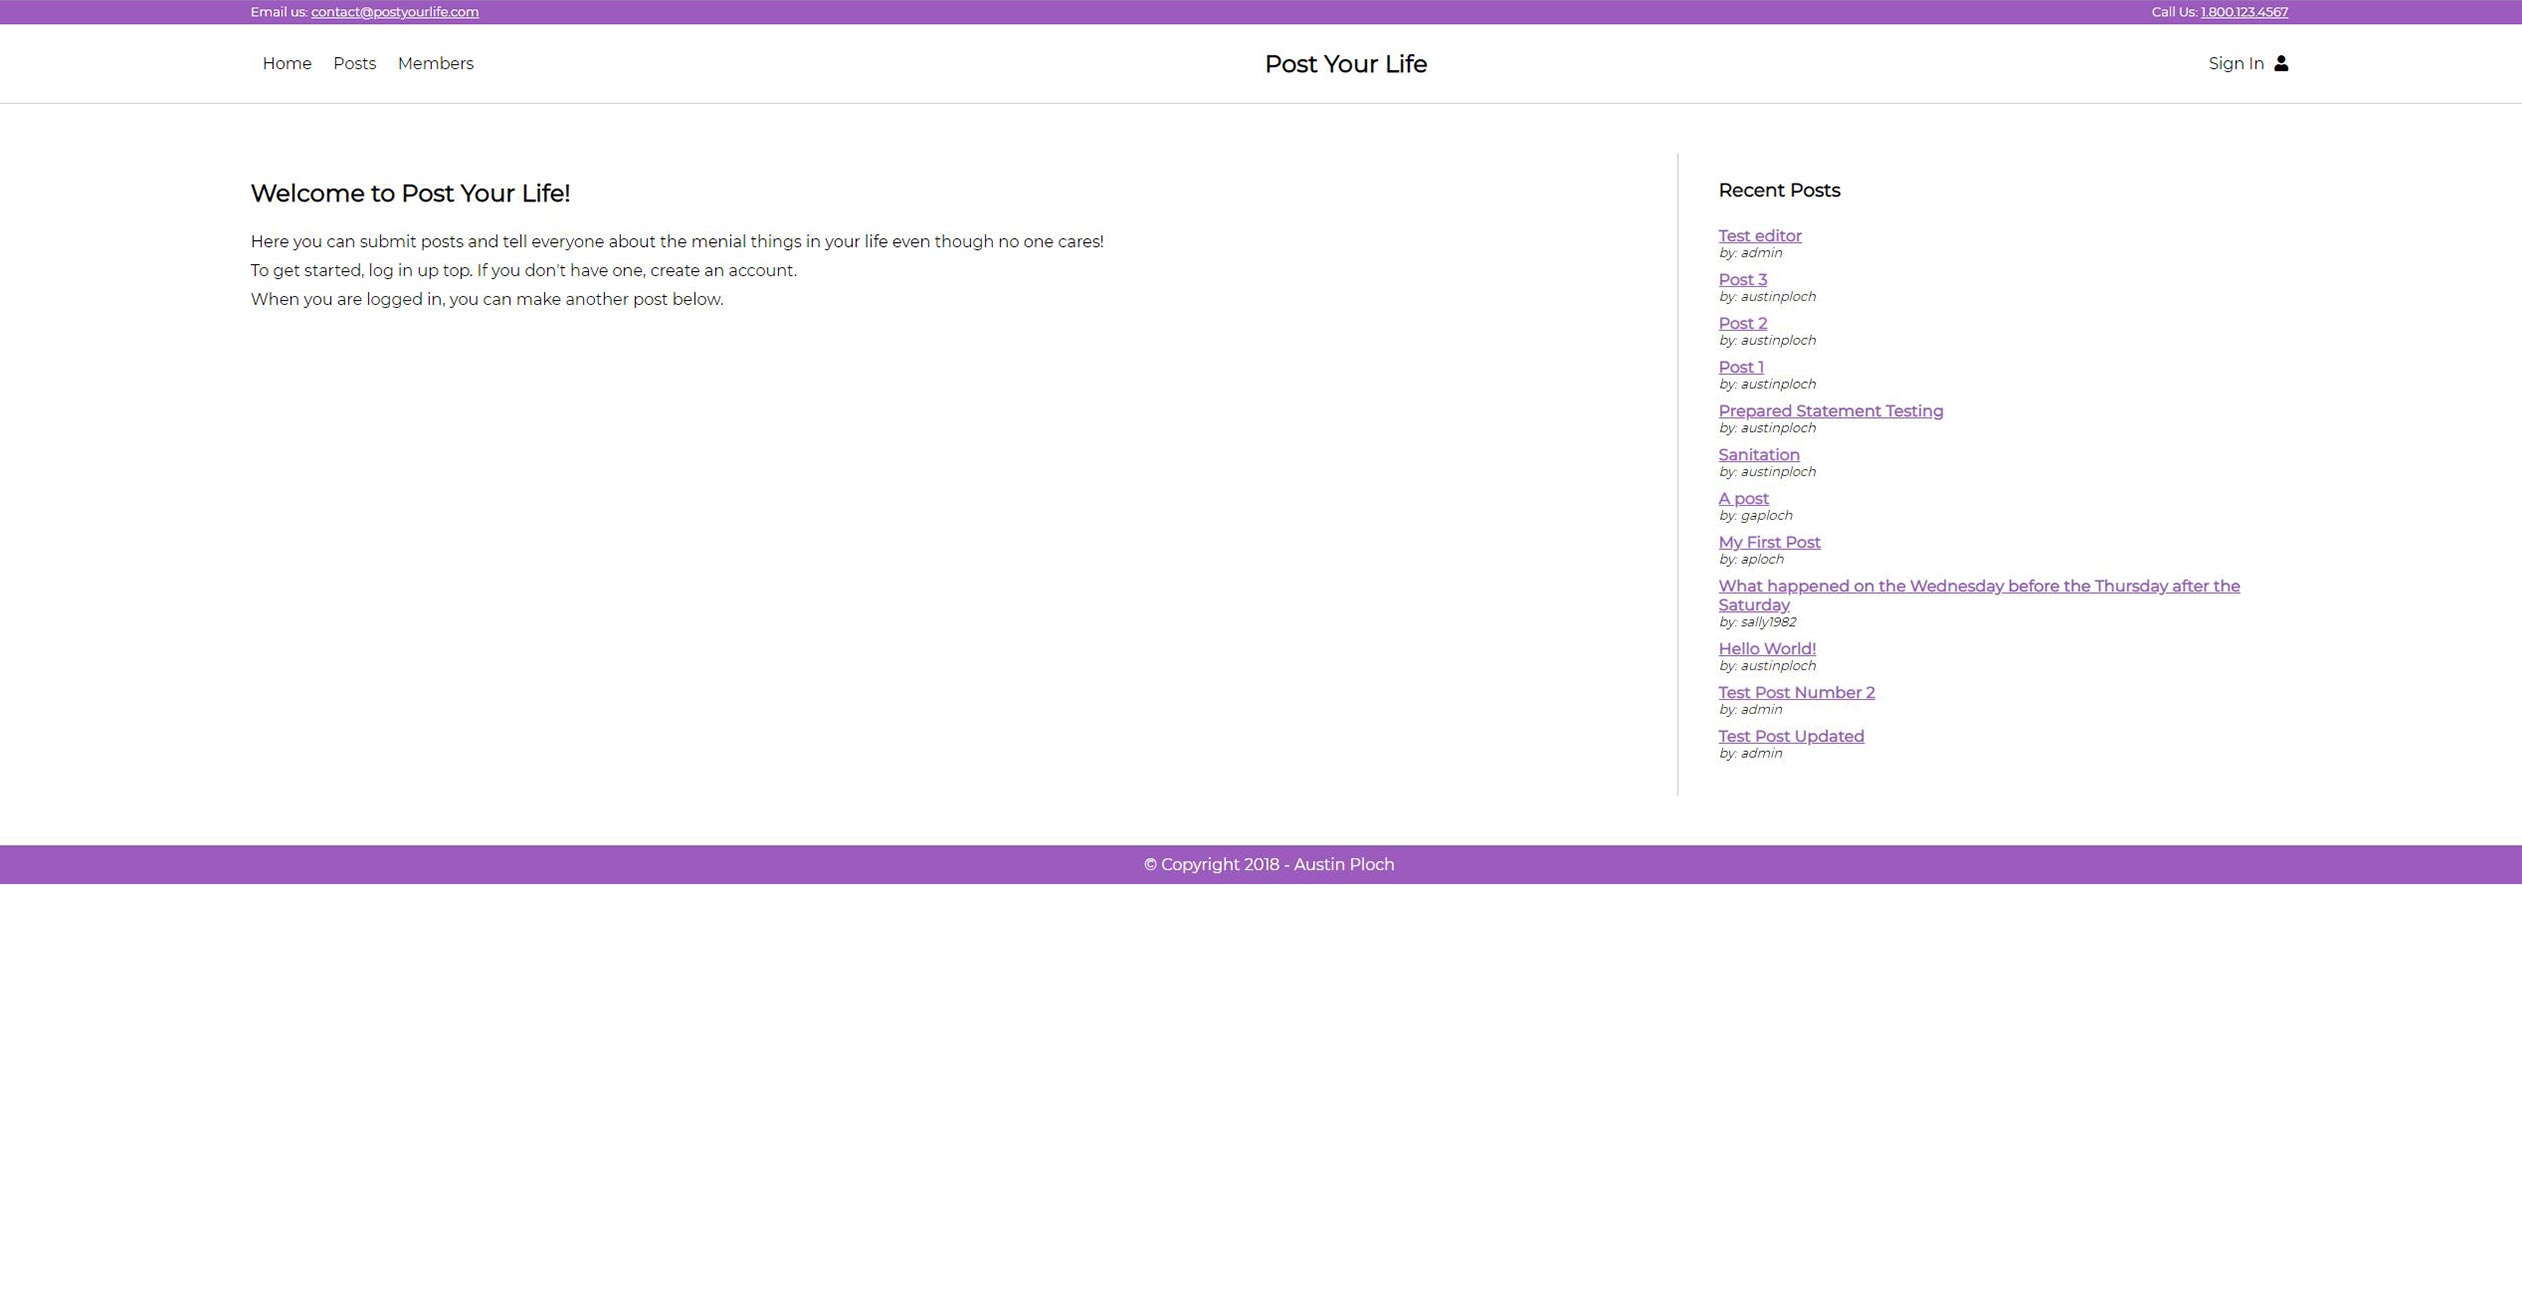 Email us: contact@postyourlife.com
Call Us: 1.800.123.4567
Home Posts Members
Post Your Life
Sign In
Welcome to Post Your Life!
Here you can submit posts and tell everyone about the menial things in your life even though no one cares!
To get started, log in up top. If you don't have one, create an account.
When you are logged in, you can make another post below.
Recent Posts
Test editor
by: admin
Post 3
by: austinploch
Post 2
by: austinploch
Post 1
by: austinploch
Prepared Statement Testing
by: austinploch
Sanitation
by: austinploch
A post
by: gaploch
My First Post
by: aploch
What happened on the Wednesday before the Thursday after the
Saturday
by: sally1982
Hello World!
by: austinploch
Test Post Number 2
by: admin
Test Post Updated
by: admin
© Copyright 2018 - Austin Ploch